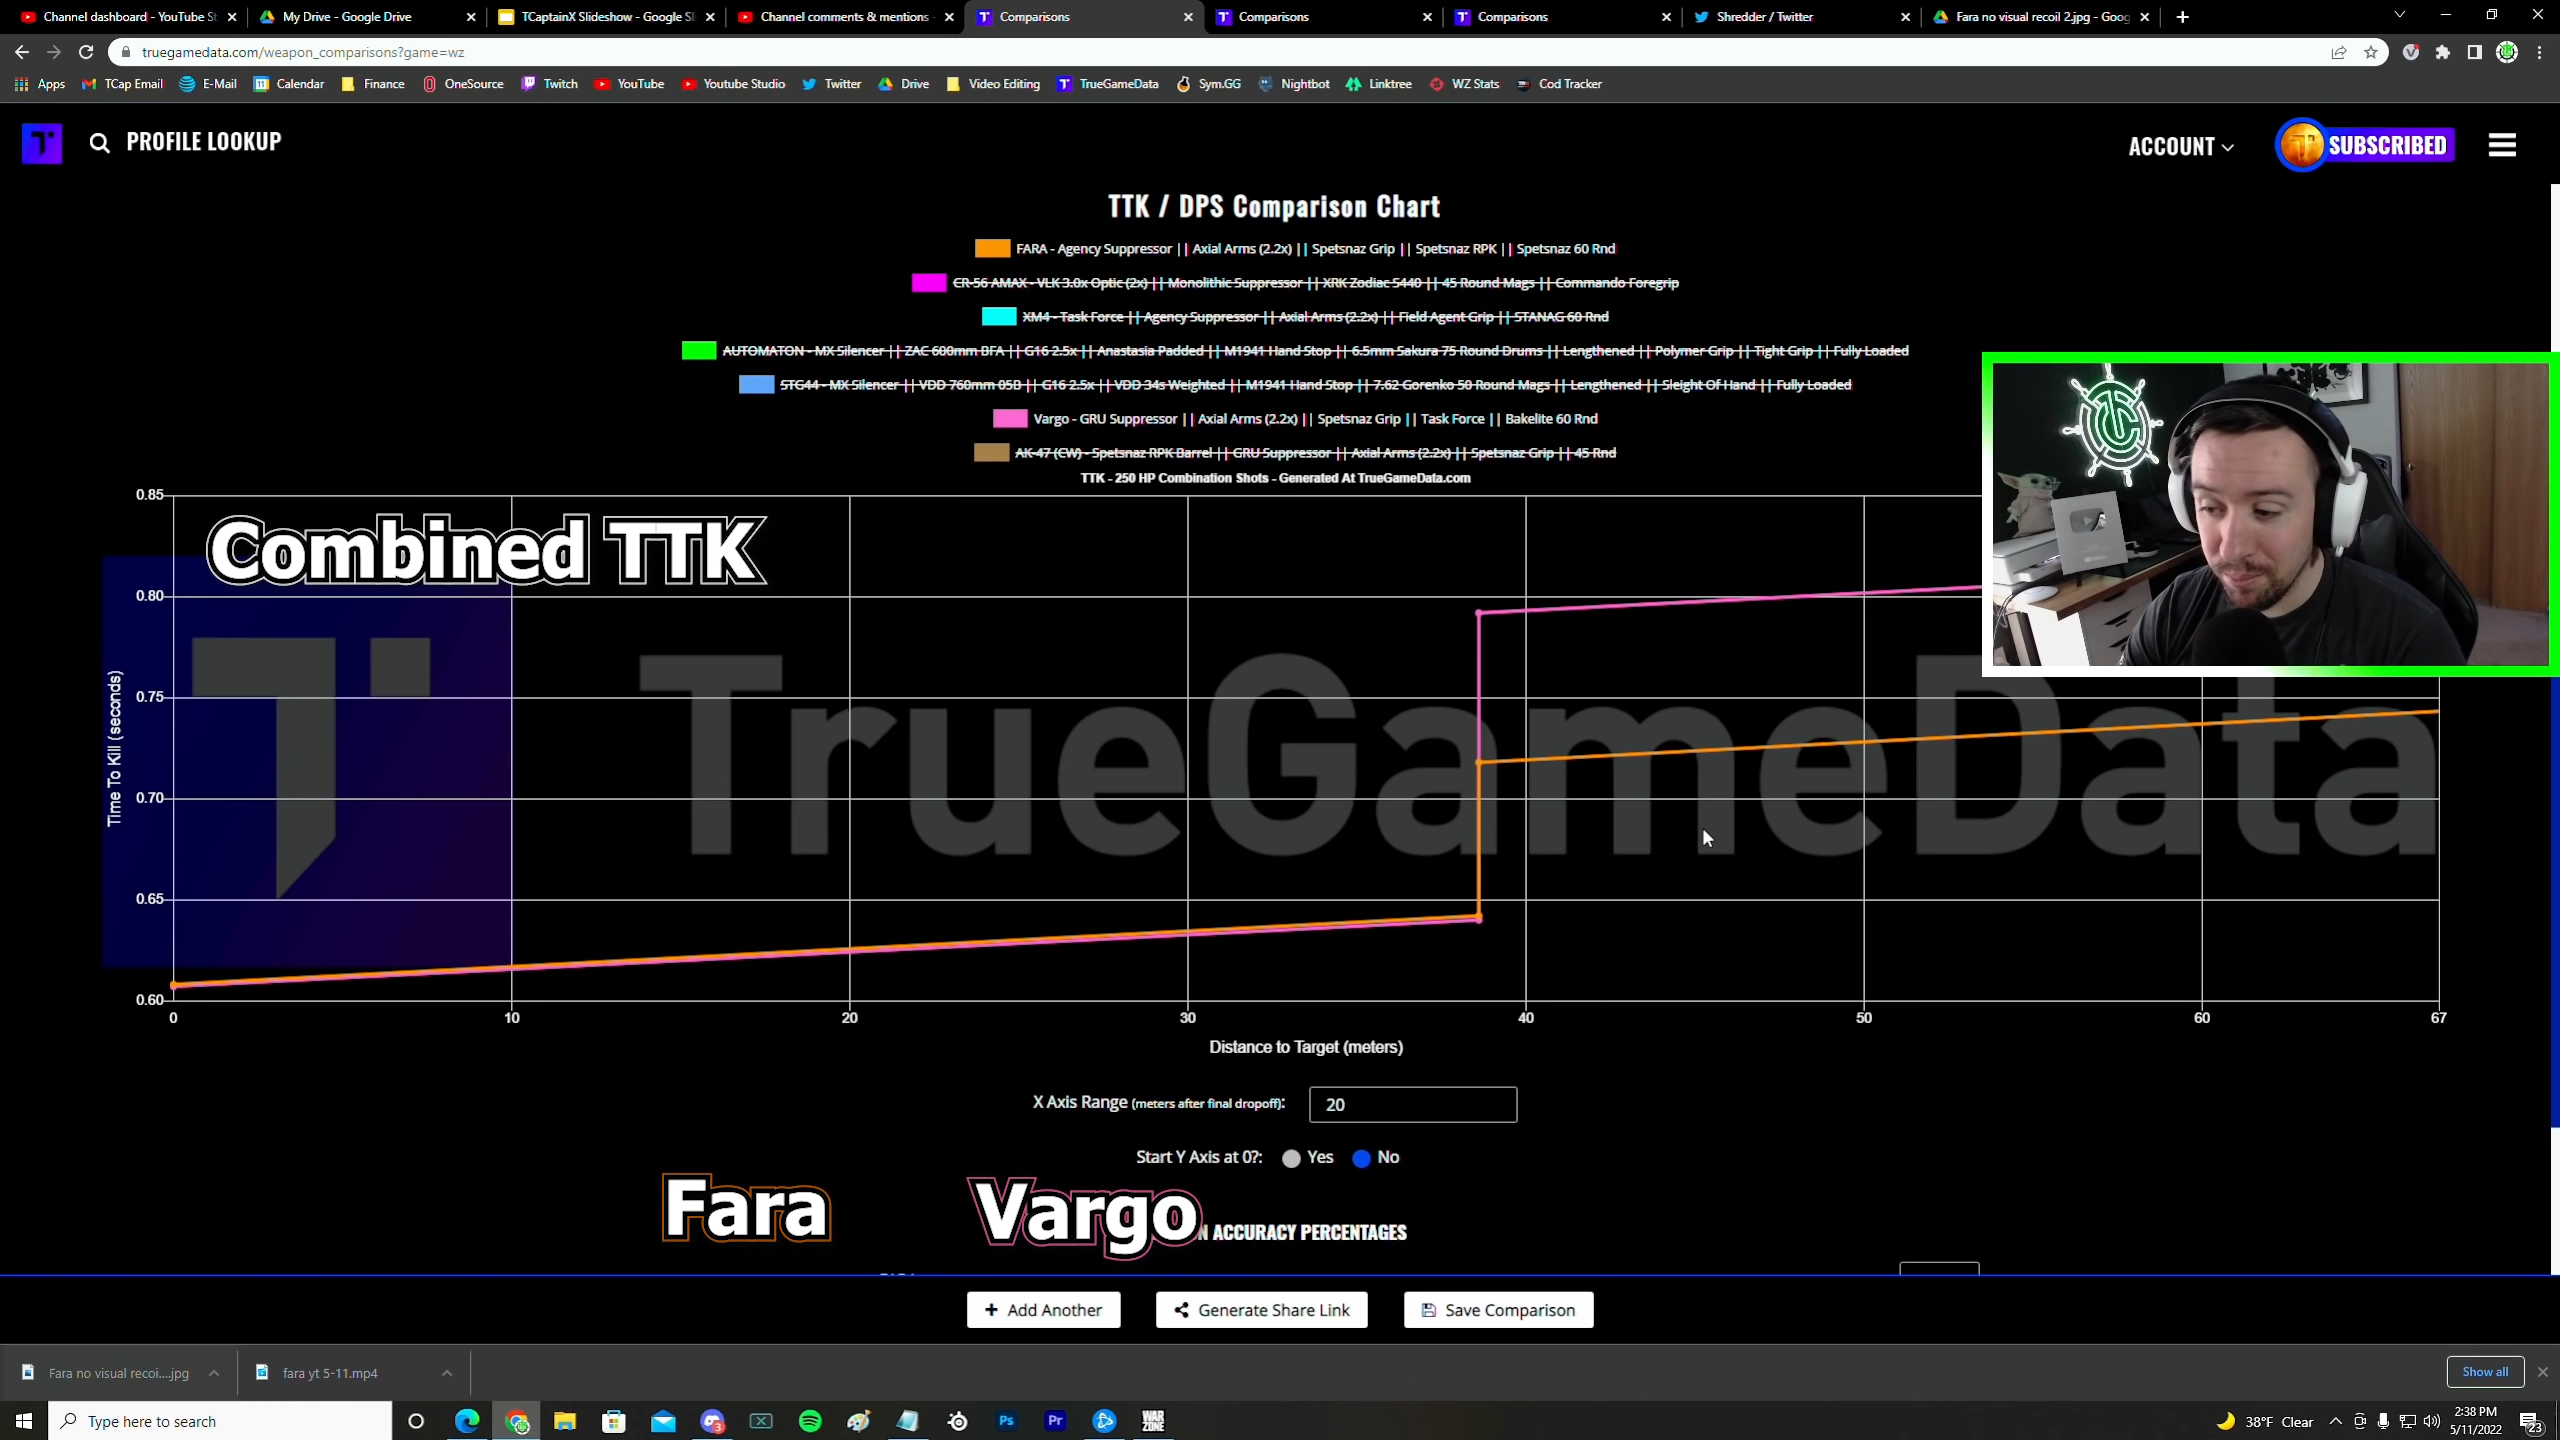 Channel dashboard - YouTube St
My Drive - Google Drive
TCaptainX Slideshow - Google Sl
Channel comments & mentions -
Comparisons
Comparisons
Comparisons
Shredder / Twitter
Fara no visual recoil 2.jpg - Goog
truegamedata.com/weapon_comparisons?game=wz
Apps TCap Email E-Mail Calendar Finance OneSource Twitch YouTube Youtube Studio Twitter Drive Video Editing TrueGameData Sym.GG Nightbot Linktree WZ Stats Cod Tracker
PROFILE LOOKUP
ACCOUNT
SUBSCRIBED
TTK / DPS Comparison Chart
FARA - Agency Suppressor || Axial Arms (2.2x) || Spetsnaz Grip || Spetsnaz RPK || Spetsnaz 60 Rnd
CR-56 AMAX - VLK 3.0x Optic (2x) || Monolithic Suppressor || XRK Zodiac S440 || 45 Round Mags || Commando Foregrip
XM4 - Task Force || Agency Suppressor || Axial Arms (2.2x) || Field Agent Grip || STANAG 60 Rnd
AUTOMATON - MX Silencer || ZAC 600mm BFA || G16 2.5x || Anastasia Padded || M1941 Hand Stop || 6.5mm Sakura 75 Round Drums || Lengthened || Polymer Grip || Tight Grip || Fully Loaded
STG44 - MX Silencer || VDD 760mm 05B || G16 2.5x || VDD 34s Weighted || M1941 Hand Stop || 7.62 Gorenko 50 Round Mags || Lengthened || Sleight Of Hand || Fully Loaded
Vargo - GRU Suppressor || Axial Arms (2.2x) || Spetsnaz Grip || Task Force || Bakelite 60 Rnd
AK-47 (CW) - Spetsnaz RPK Barrel || GRU Suppressor || Axial Arms (2.2x) || Spetsnaz Grip || 45 Rnd
TTK - 250 HP Combination Shots - Generated At TrueGameData.com
Combined TTK
TrueGameData
Time To Kill (seconds)
0.85
0.80
0.75
0.70
0.65
0.60
0 10 20 30 40 50 60 67
Distance to Target (meters)
X Axis Range (meters after final dropoff): 20
Start Y Axis at 0?: Yes No
Fara
Vargo
N ACCURACY PERCENTAGES
Add Another
Generate Share Link
Save Comparison
Fara no visual recoi....jpg
fara yt 5-11.mp4
Show all
Type here to search
Ps
Pr
WAR
ZONE
38°F Clear
2:38 PM
5/11/2022
23